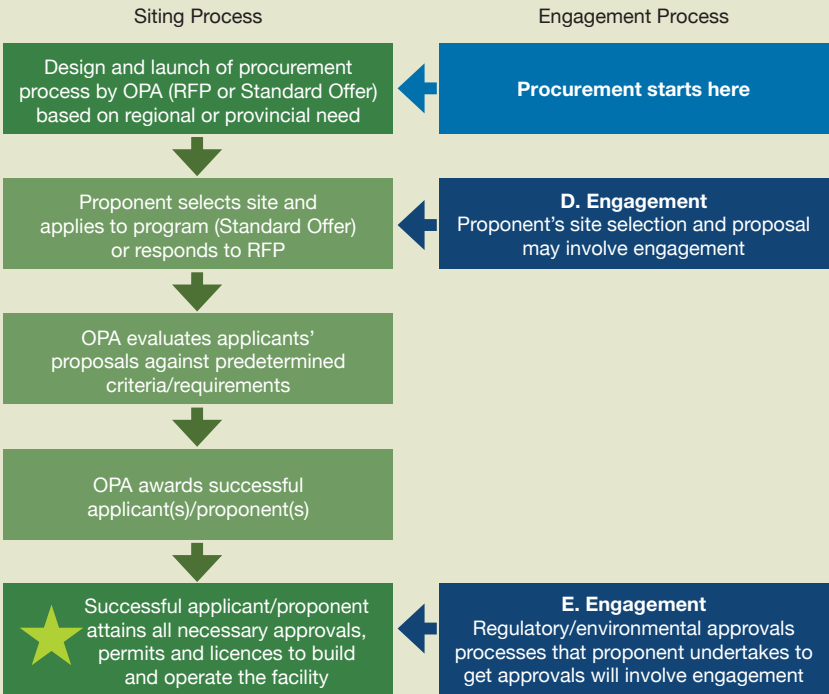 Siting Process
Engagement Process
Design and launch of procurement
process by OPA (RFP or Standard Offer)
based on regional or provincial need
Procurement starts here
Proponent selects site and
applies to program (Standard Offer)
or responds to RFP
D. Engagement
Proponent's site selection and proposal
may involve engagement
OPA evaluates applicants'
proposals against predetermined
criteria/requirements
OPA awards successful
applicant(s)/proponent(s)
Successful applicant/proponent
attains all necessary approvals,
permits and licences to build
and operate the facility
E. Engagement
Regulatory/environmental approvals
processes that proponent undertakes to
get approvals will involve engagement